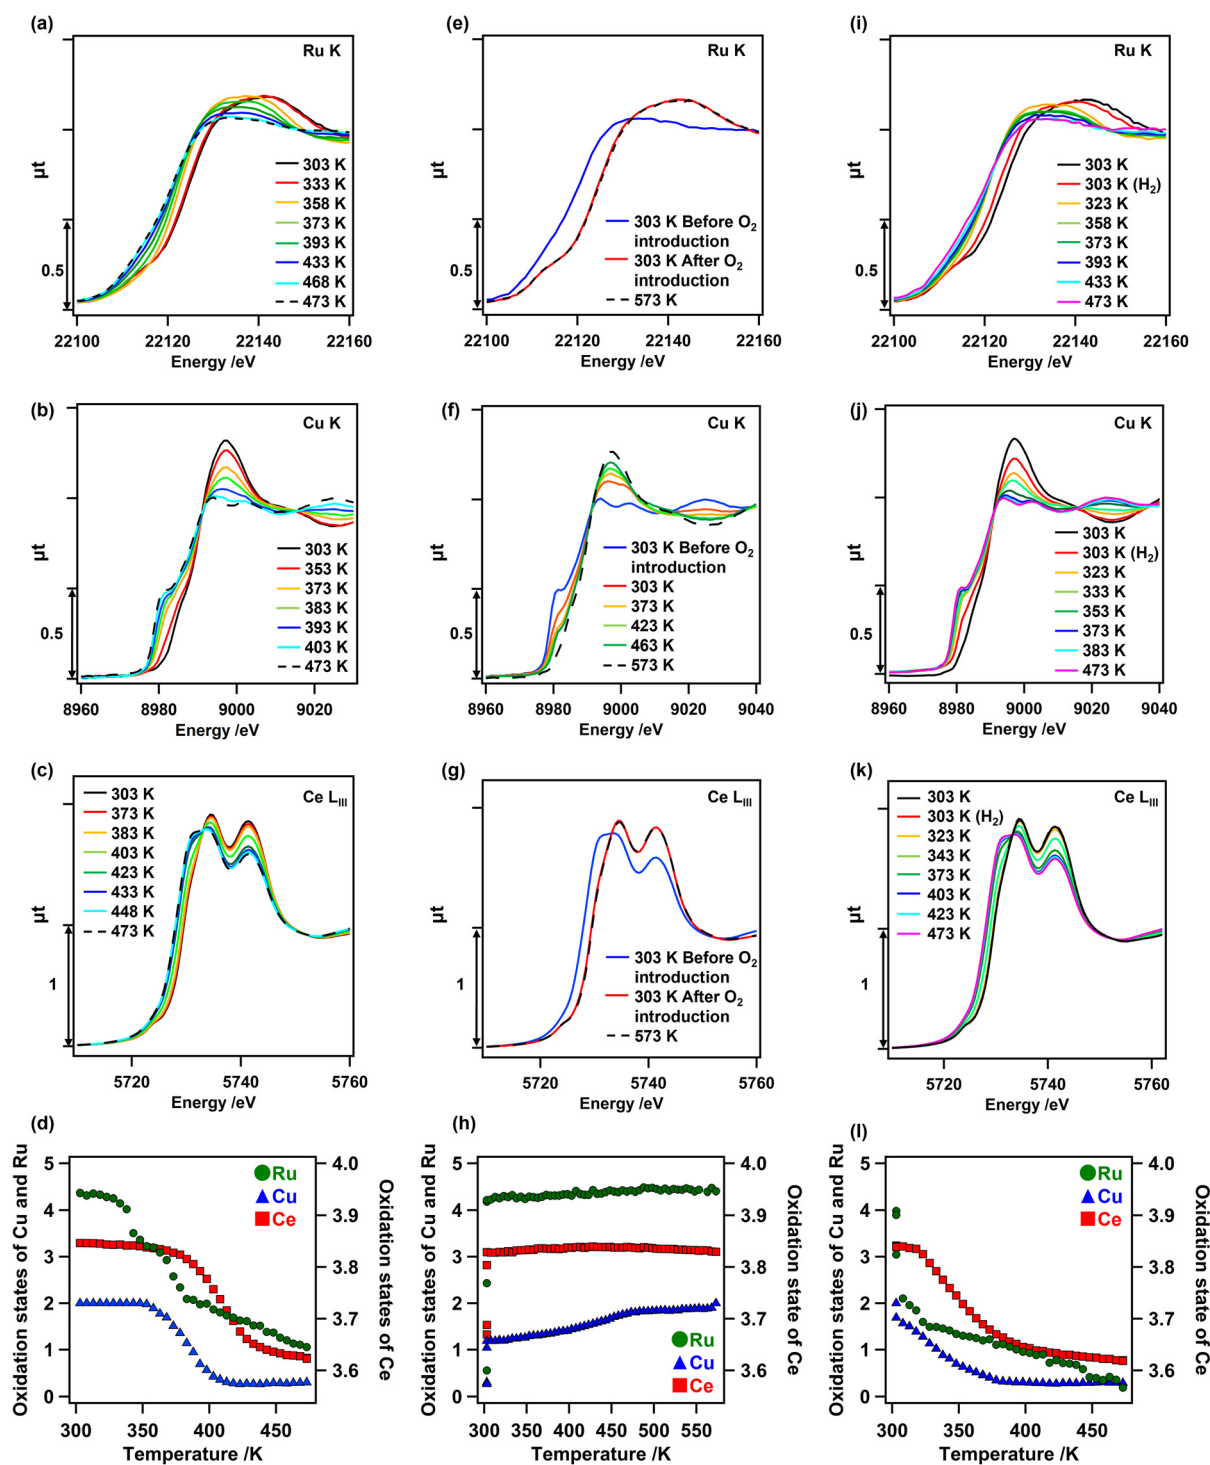 (a)
Ru K
µt
0.5
303 K
333 K
358 K
373 K
393 K
433 K
468 K
473 K
22100 22120 22140 22160
Energy /eV
(e)
Ru K
µt
0.5
303 K Before O₂
introduction
303 K After O₂
introduction
573 K
22100 22120 22140 22160
Energy /eV
(i)
Ru K
µt
0.5
303 K
303 K (H₂)
323 K
358 K
373 K
393 K
433 K
473 K
22100 22120 22140 22160
Energy /eV
(b)
Cu K
µt
0.5
303 K
353 K
373 K
383 K
393 K
403 K
473 K
8960 8980 9000 9020
Energy /eV
(f)
Cu K
µt
0.5
303 K Before O₂
introduction
303 K
373 K
423 K
463 K
573 K
8960 8980 9000 9020 9040
Energy /eV
(j)
Cu K
µt
0.5
303 K
303 K (H₂)
323 K
333 K
353 K
373 K
383 K
473 K
8960 8980 9000 9020 9040
Energy /eV
(c)
Ce LIII
µt
1
303 K
373 K
383 K
403 K
423 K
433 K
448 K
473 K
5720 5740 5760
Energy /eV
(g)
Ce LIII
µt
1
303 K Before O₂
introduction
303 K After O₂
introduction
573 K
5720 5740 5760
Energy /eV
(k)
Ce LIII
µt
1
303 K
303 K (H₂)
323 K
343 K
373 K
403 K
423 K
473 K
5720 5740 5760
Energy /eV
(d)
Oxidation states of Cu and Ru
5
4
3
2
1
0
Ru
Cu
Ce
4.0
3.9
3.8
3.7
3.6
Oxidation states of Ce
300 350 400 450
Temperature /K
(h)
Oxidation states of Cu and Ru
5
4
3
2
1
0
Ru
Cu
Ce
4.0
3.9
3.8
3.7
3.6
Oxidation state of Ce
300 350 400 450 500 550
Temperature /K
(l)
Oxidation states of Cu and Ru
5
4
3
2
1
0
Ru
Cu
Ce
4.0
3.9
3.8
3.7
3.6
Oxidation state of Ce
300 350 400 450
Temperature /K